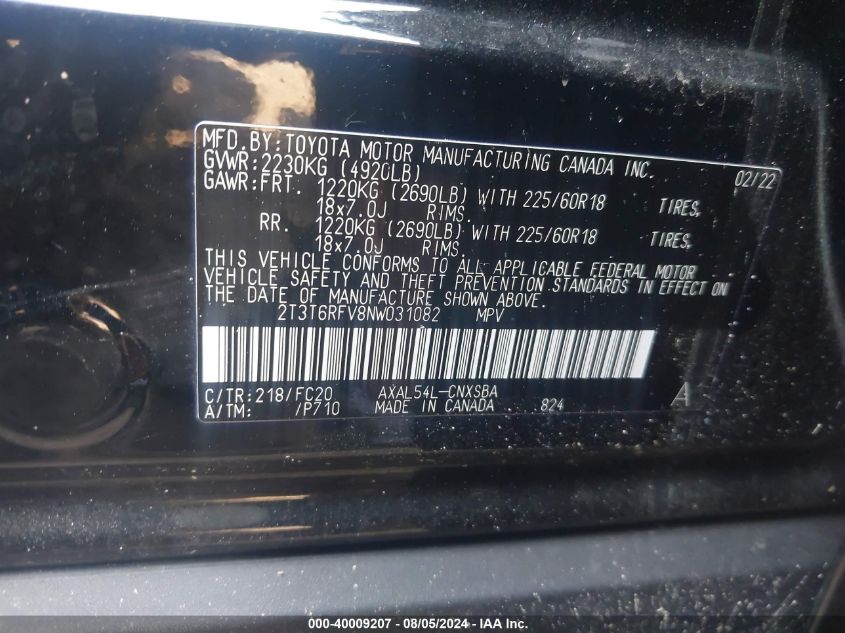 MFD.BY:TOYOTA MOTOR MANUFACTURING CANADA INC. 02/22
GVWR:2230KG (4920LB)
GAWR:FRT. 1220KG (2690LB) WITH 225/60R18 TIRES,
18x7.0J RIMS.
RR. 1220KG (2690LB) WITH 225/60R18 TIRES,
18x7.0J RIMS.
THIS VEHICLE CONFORMS TO ALL APPLICABLE FEDERAL MOTOR
VEHICLE SAFETY AND THEFT PREVENTION STANDARDS IN EFFECT ON
THE DATE OF MANUFACTURE SHOWN ABOVE.
2T3T6RFV8NW031082 MPV
C/TR:218/FC20 AXAL54L-CNXSBA A
A/TM: /P710 MADE IN CANADA 824
000-40009207 - 08/05/2024 - IAA Inc.